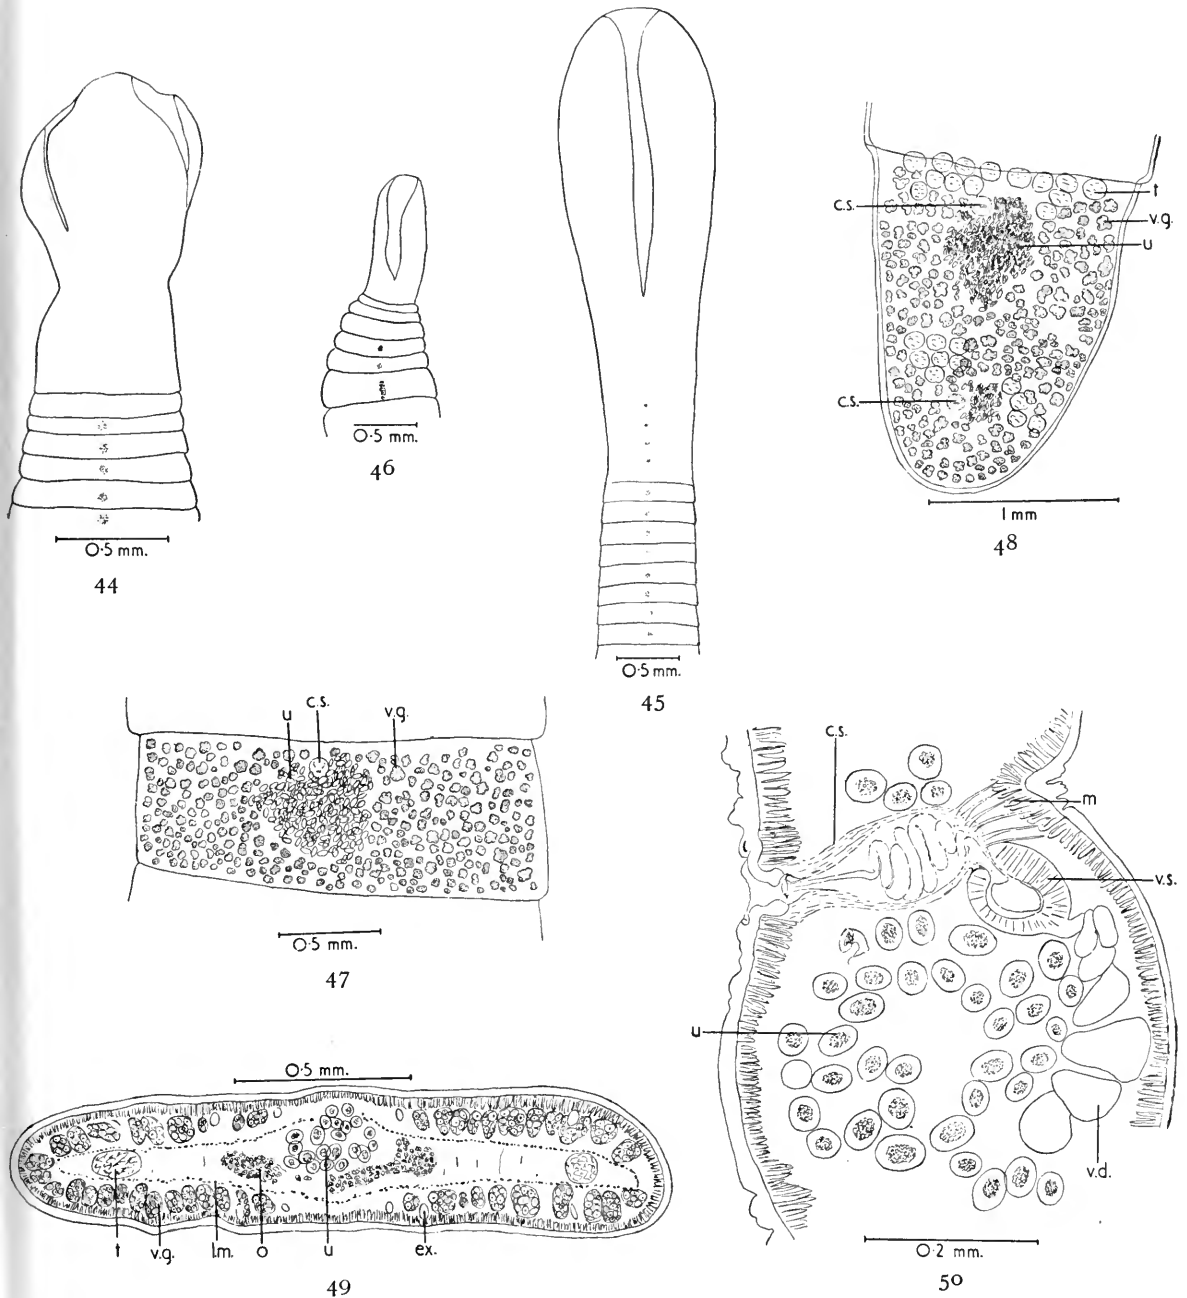 0·5 mm.
44
0·5 mm.
46
0·5 mm.
45
c.s.
t
v.g.
u
c.s.
1 mm
48
u
c.s.
v.g.
0·5 mm.
47
c.s.
m
v.s.
u
v.d.
0·2 mm.
50
0·5 mm.
t
v.g.
l.m.
o
u
ex.
49